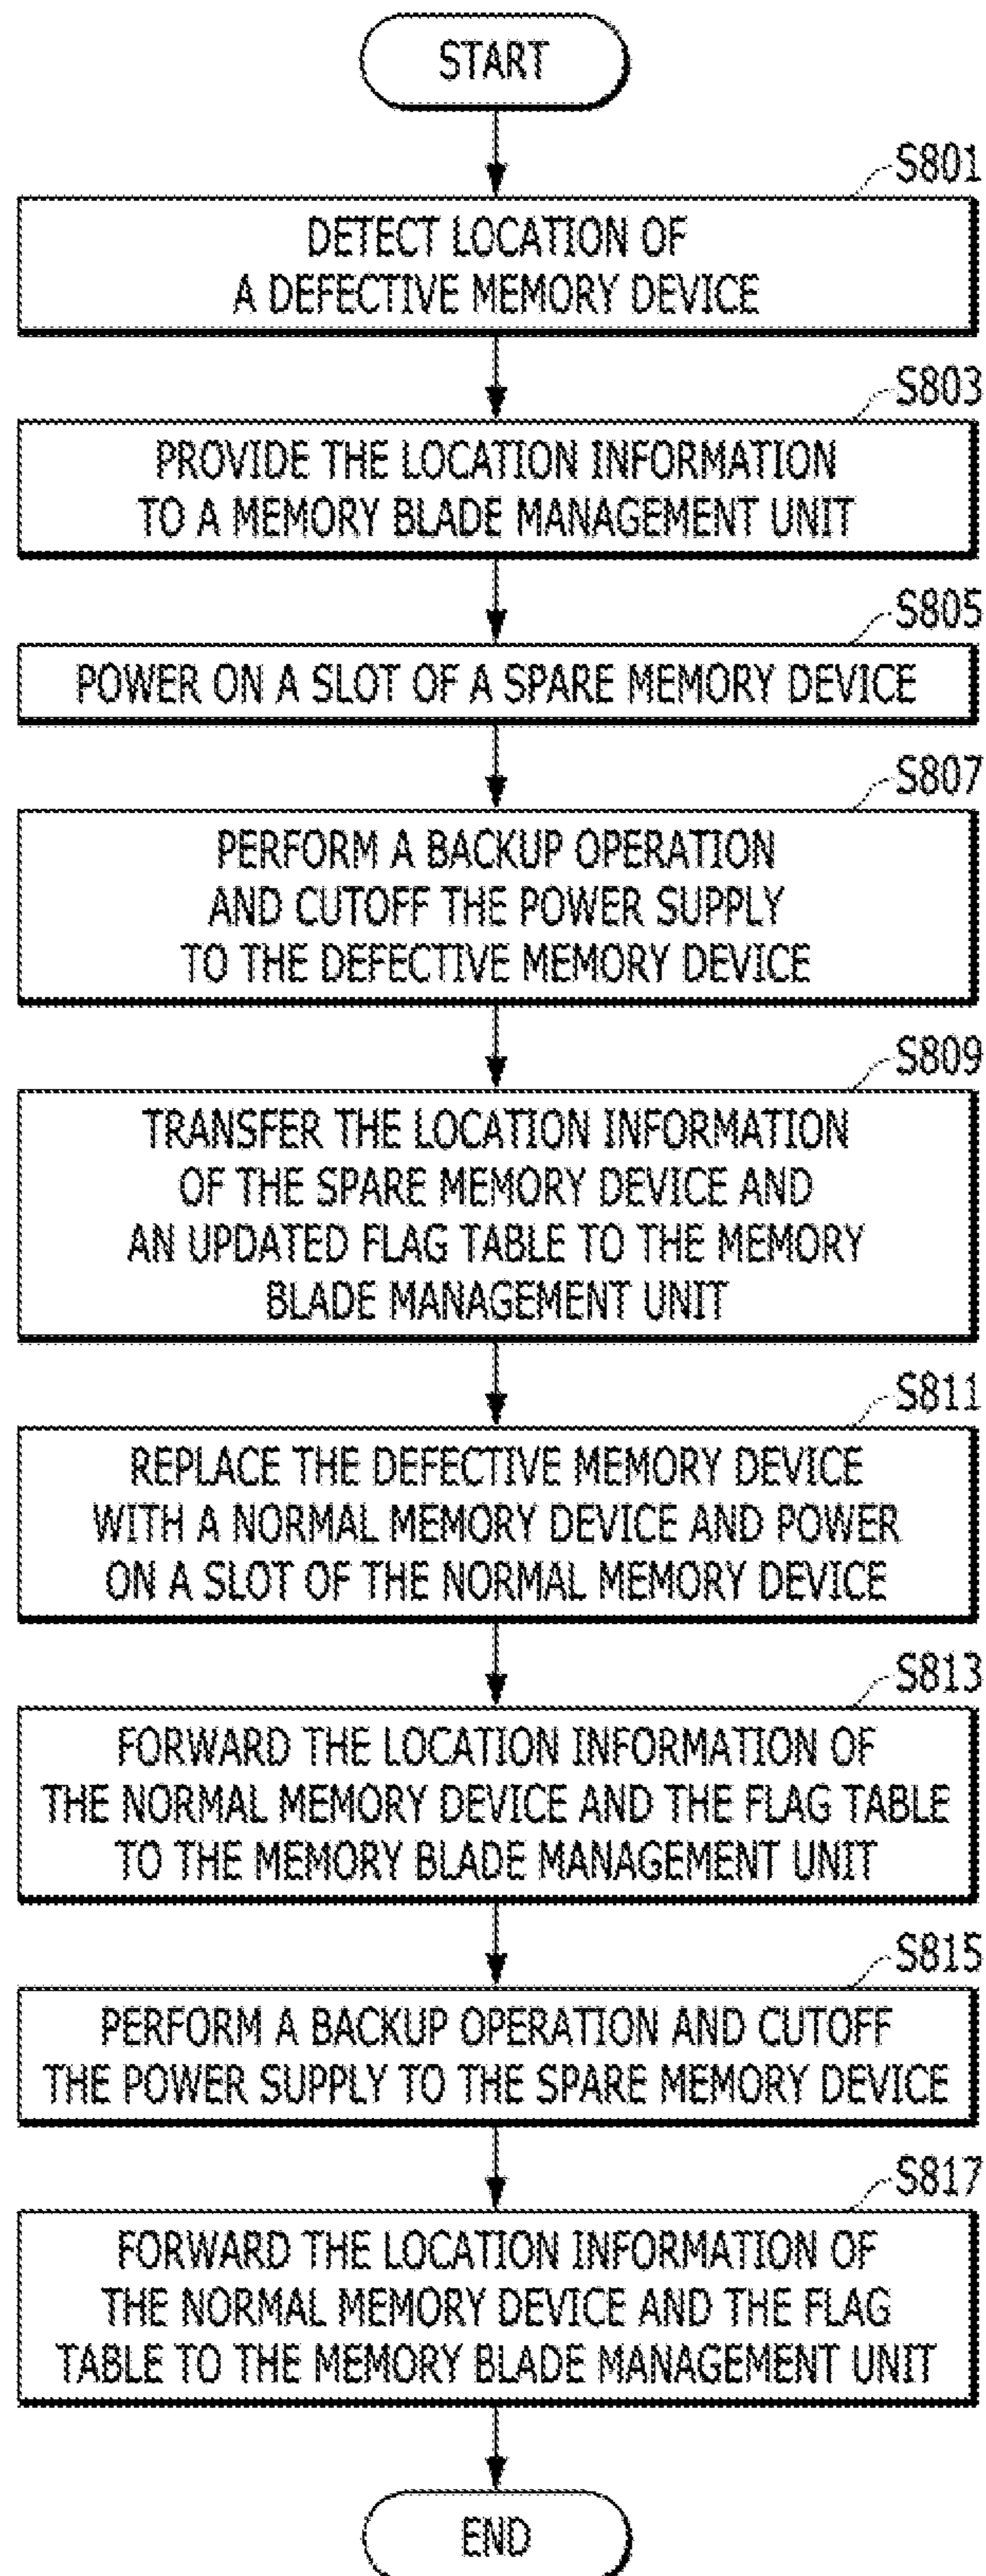 START
S801
DETECT LOCATION OF
A DEFECTIVE MEMORY DEVICE
S803
PROVIDE THE LOCATION INFORMATION
TO A MEMORY BLADE MANAGEMENT UNIT
S805
POWER ON A SLOT OF A SPARE MEMORY DEVICE
S807
PERFORM A BACKUP OPERATION
AND CUTOFF THE POWER SUPPLY
TO THE DEFECTIVE MEMORY DEVICE
S809
TRANSFER THE LOCATION INFORMATION
OF THE SPARE MEMORY DEVICE AND
AN UPDATED FLAG TABLE TO THE MEMORY
BLADE MANAGEMENT UNIT
S811
REPLACE THE DEFECTIVE MEMORY DEVICE
WITH A NORMAL MEMORY DEVICE AND POWER
ON A SLOT OF THE NORMAL MEMORY DEVICE
S813
FORWARD THE LOCATION INFORMATION OF
THE NORMAL MEMORY DEVICE AND THE FLAG TABLE
TO THE MEMORY BLADE MANAGEMENT UNIT
S815
PERFORM A BACKUP OPERATION AND CUTOFF
THE POWER SUPPLY TO THE SPARE MEMORY DEVICE
S817
FORWARD THE LOCATION INFORMATION OF
THE NORMAL MEMORY DEVICE AND THE FLAG
TABLE TO THE MEMORY BLADE MANAGEMENT UNIT
END